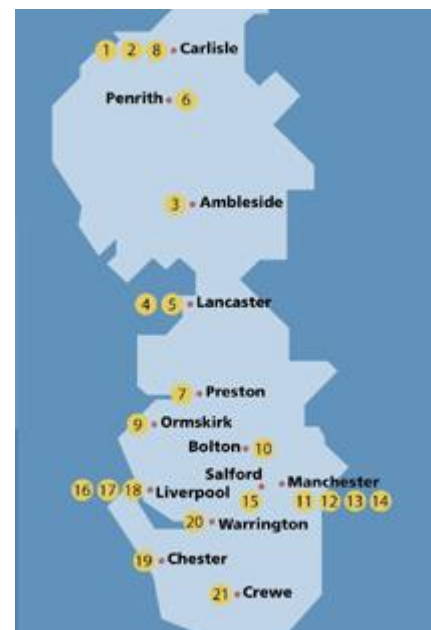 1 2 8 Carlisle
Penrith 6
3 Ambleside
4 5 Lancaster
7 Preston
9 Ormskirk
Bolton 10
Salford
15
Manchester
11 12 13 14
16 17 18 Liverpool
20 Warrington
19 Chester
21 Crewe